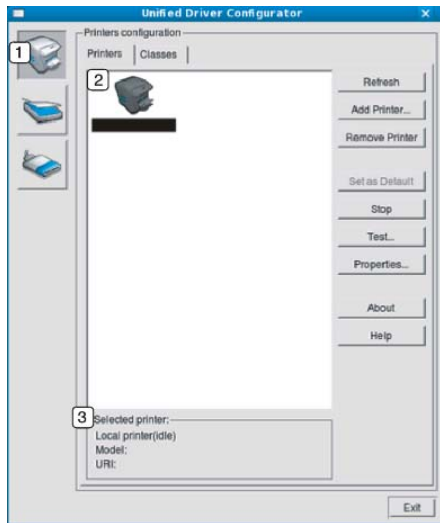 Unified Driver Configurator
Printers configuration
1
Printers
Classes
2
Refresh
Add Printer...
Remove Printer
Set as Default
Stop
Test...
Properties...
About
Help
3
Selected printer:
Local printer(idle)
Model:
URI:
Exit